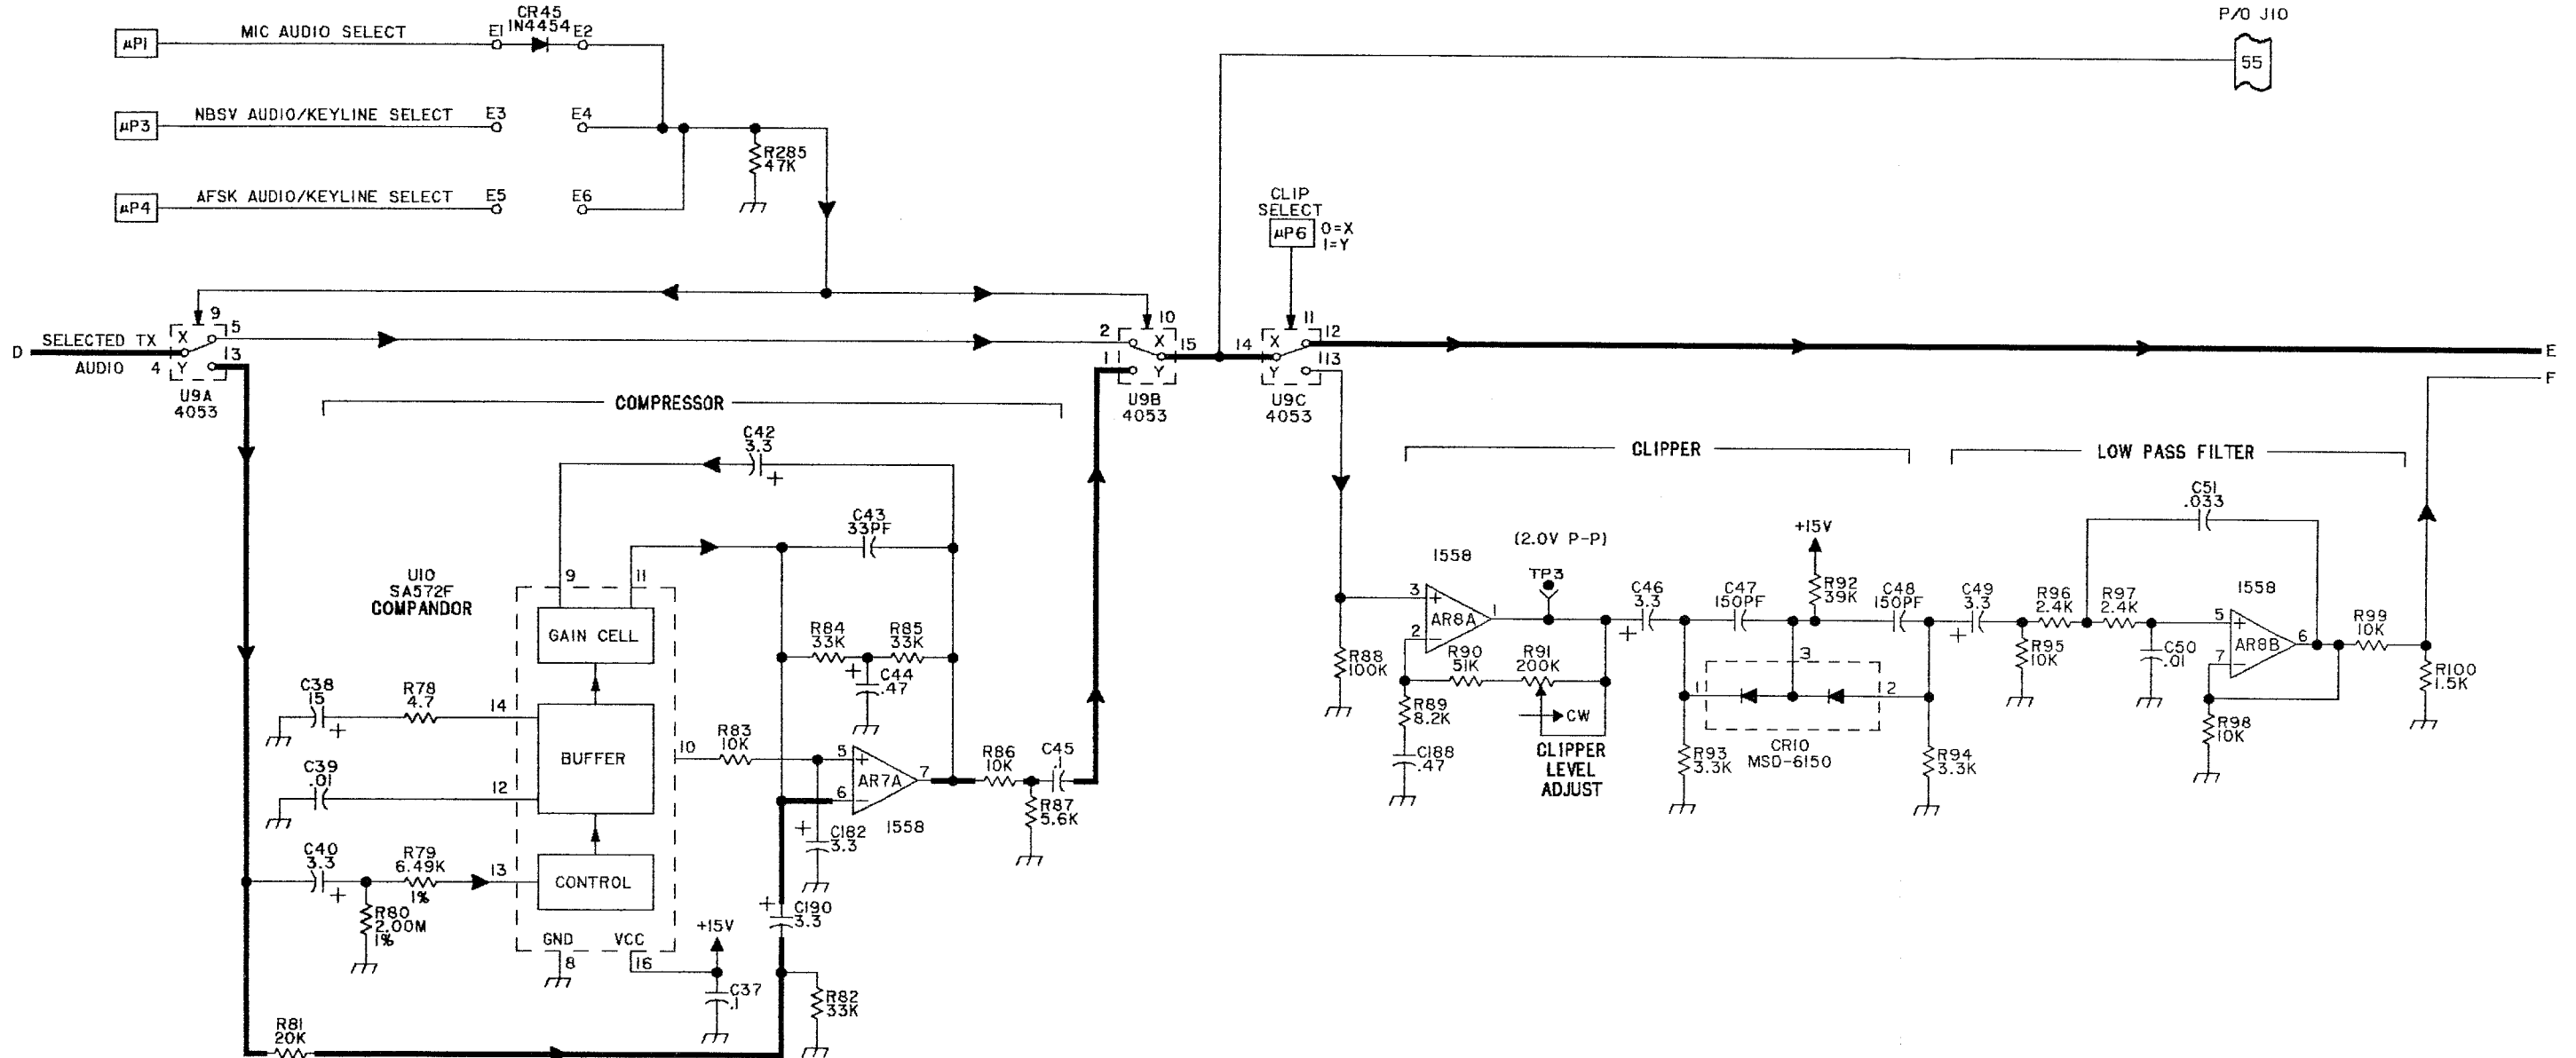 P/O J10
55
CR45
1N4454
µP1
MIC AUDIO SELECT
E1
E2
µP3
NBSV AUDIO/KEYLINE SELECT
E3
E4
R285
47K
µP4
AFSK AUDIO/KEYLINE SELECT
E5
E6
CLIP
SELECT
µP6
0=X
1=Y
9
10
11
D
SELECTED TX
AUDIO
4
X
Y
5
13
U9A
4053
2
1
X
Y
15
U9B
4053
14
X
Y
12
13
U9C
4053
E
F
COMPRESSOR
CLIPPER
LOW PASS FILTER
C42
3.3
+
C43
33PF
U10
SA572F
COMPANDOR
9
11
GAIN CELL
R84
33K
R85
33K
+
C44
.47
C38
15
+
R78
4.7
14
BUFFER
10
R83
10K
5
+
AR7A
7
6
-
1558
R86
10K
C45
.1
R87
5.6K
C39
.01
12
+
C182
3.3
C40
3.3
+
R79
6.49K
1%
13
CONTROL
R80
2.00M
1%
+
C190
3.3
GND
8
VCC
16
+15V
C37
.1
R82
33K
R81
20K
1558
(2.0V P-P)
TP3
3
+
AR8A
1
2
-
R88
100K
R90
51K
R91
200K
R89
8.2K
CW
C188
.47
CLIPPER
LEVEL
ADJUST
C46
3.3
+
C47
150PF
+15V
R92
39K
C48
150PF
3
1
2
R93
3.3K
CR10
MSD-6150
R94
3.3K
C49
3.3
+
R96
2.4K
R97
2.4K
R95
10K
C50
.01
C51
.033
1558
5
+
AR8B
6
7
-
R98
10K
R99
10K
R100
1.5K